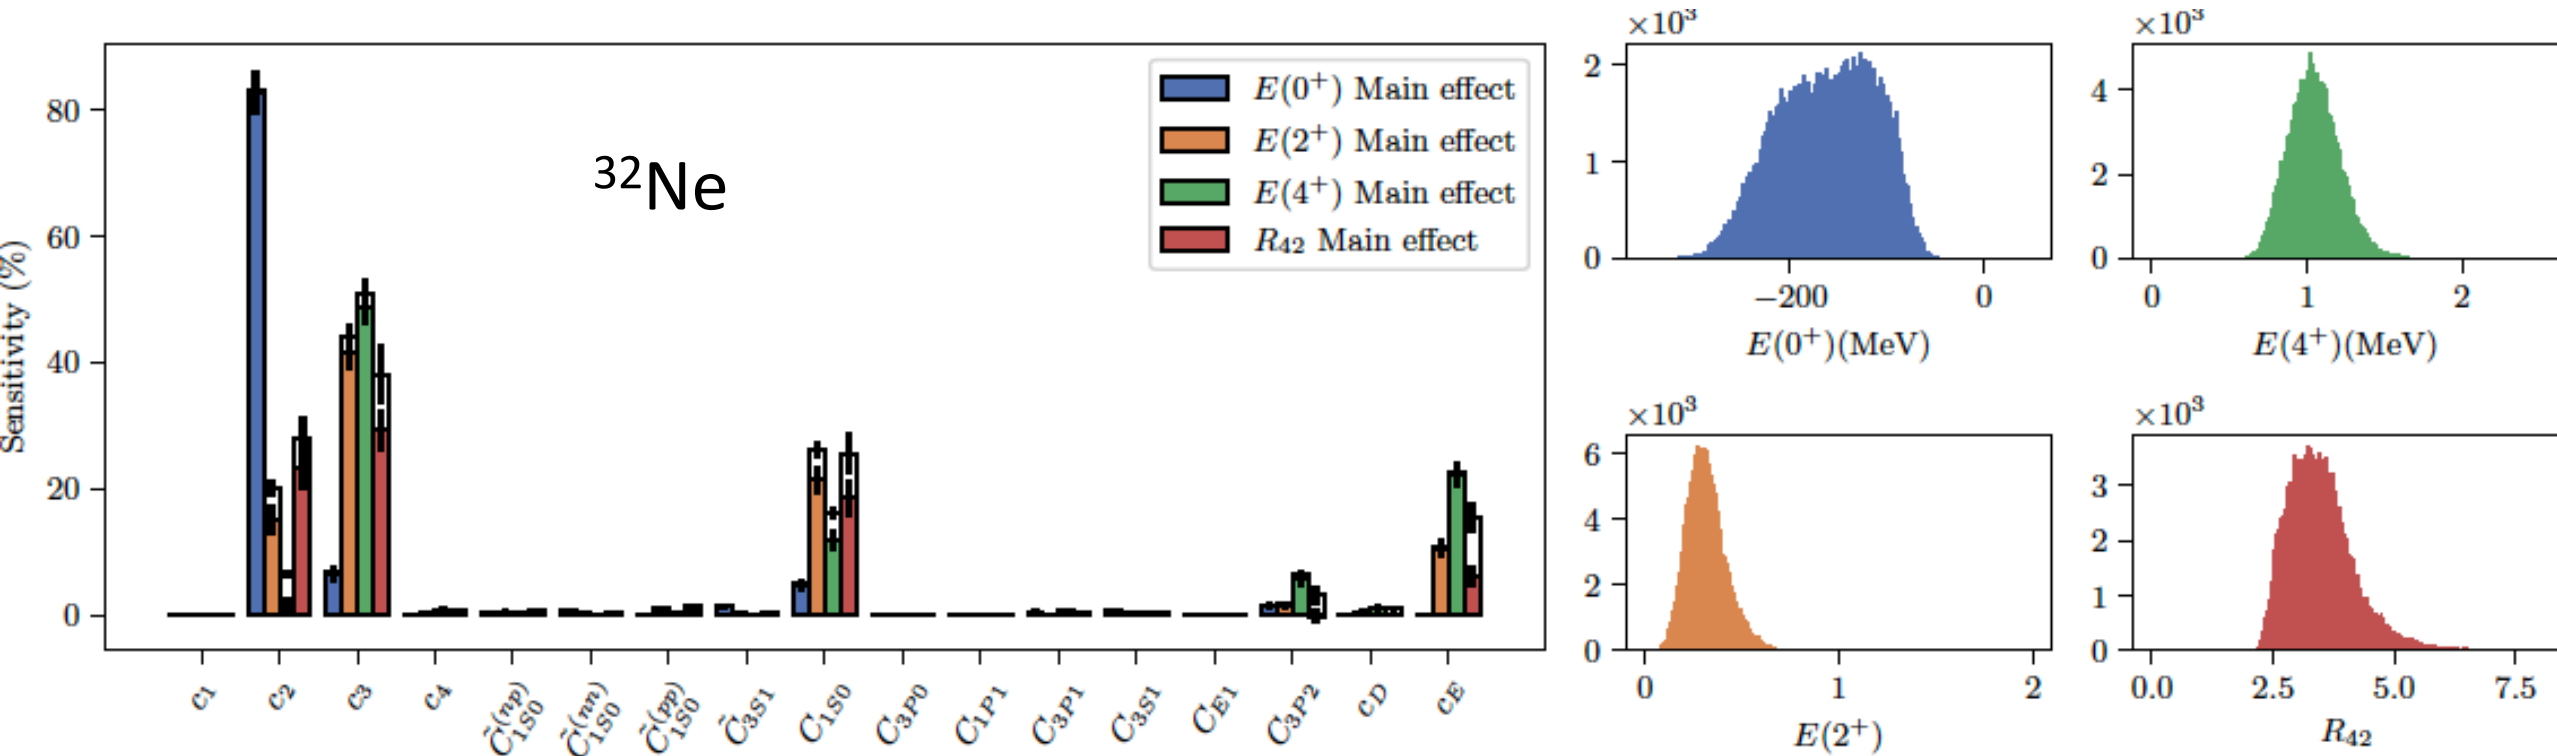 Sensitivity (%)
80
60
40
20
0
³²Ne
E(0⁺) Main effect
E(2⁺) Main effect
E(4⁺) Main effect
R₄₂ Main effect
c₁
c₂
c₃
c₄
C̃₁S₀⁽ⁿᵖ⁾
C̃₁S₀⁽ⁿⁿ⁾
C̃₁S₀⁽ᵖᵖ⁾
C̃₃S₁
C₁S₀
C₃P₀
C₁P₁
C₃P₁
C₃S₁
C_E1
C₃P₂
c_D
c_E
×10³
2
1
0
−200 0
E(0⁺)(MeV)
×10³
4
2
0
0 1 2
E(4⁺)(MeV)
×10³
6
4
2
0
0 1 2
E(2⁺)
×10³
3
2
1
0
0.0 2.5 5.0 7.5
R₄₂